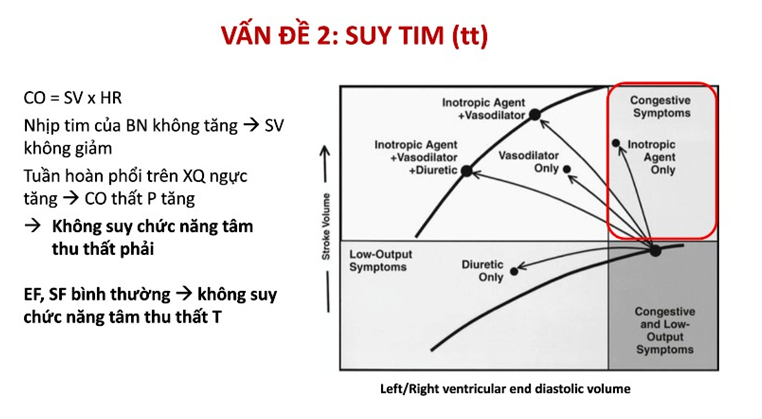 VẤN ĐỀ 2: SUY TIM (tt)
CO = SV x HR
Nhịp tim của BN không tăng → SV
không giảm
Tuần hoàn phổi trên XQ ngực
tăng → CO thất P tăng
→ Không suy chức năng tâm
thu thất phải
EF, SF bình thường → không suy
chức năng tâm thu thất T
Stroke Volume
Inotropic Agent
+Vasodilator
Congestive
Symptoms
Inotropic Agent
+Vasodilator
+Diuretic
Vasodilator
Only
Inotropic
Agent
Only
Low-Output
Symptoms
Diuretic
Only
Congestive
and Low-
Output
Symptoms
Left/Right ventricular end diastolic volume